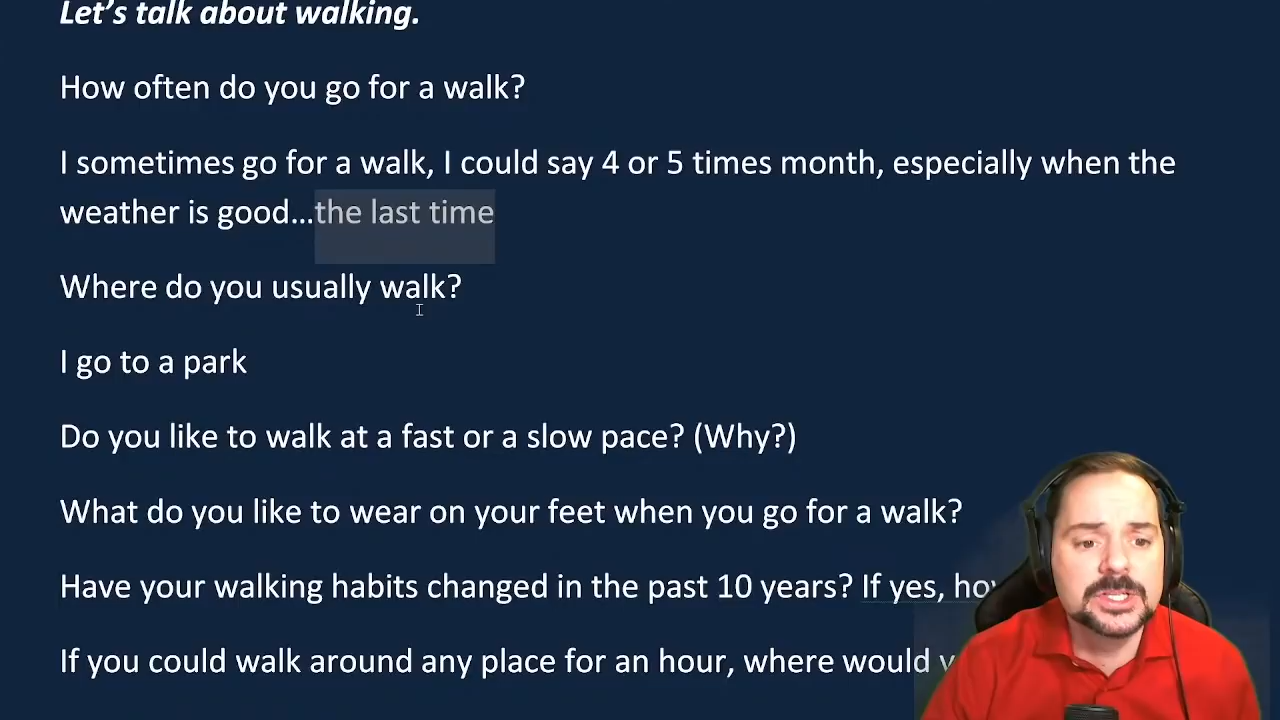 Let's talk about walking.
How often do you go for a walk?
I sometimes go for a walk, I could say 4 or 5 times month, especially when the
weather is good...the last time
Where do you usually walk?
I go to a park
Do you like to walk at a fast or a slow pace? (Why?)
What do you like to wear on your feet when you go for a walk?
Have your walking habits changed in the past 10 years? If yes,
If you could walk around any place for an hour, where would